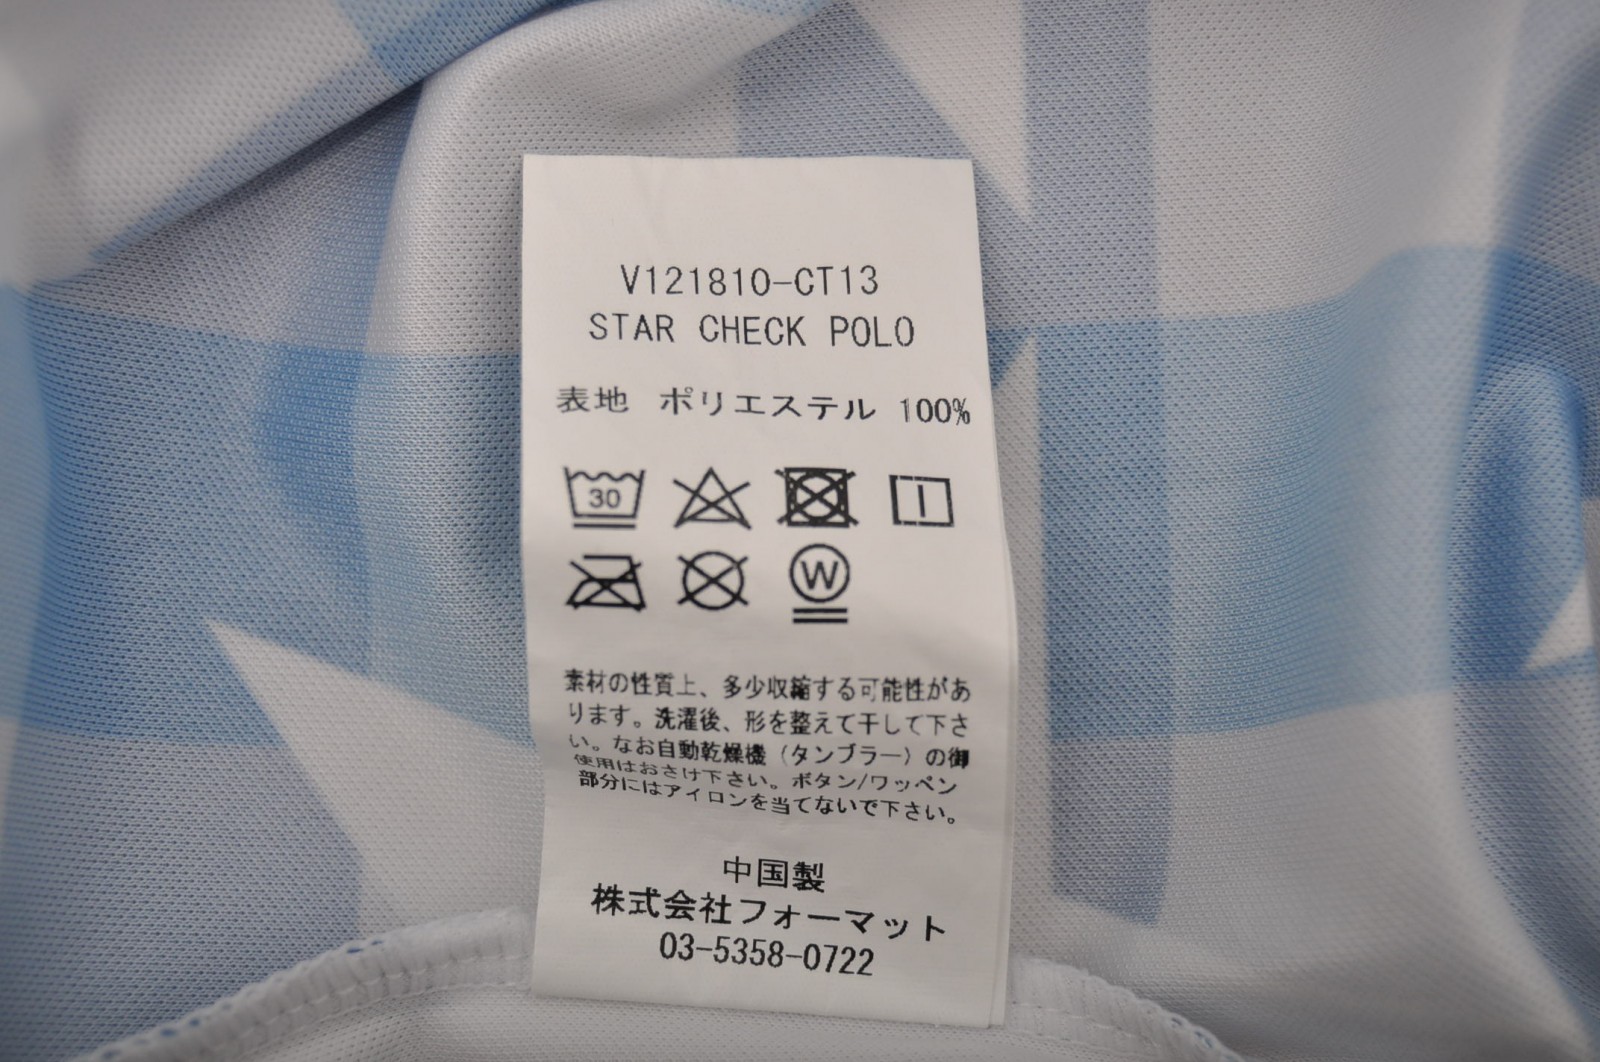 V121810-CT13
STAR CHECK POLO
表地 ポリエステル 100%
30
W
素材の性質上、多少収縮する可能性があ
ります。洗濯後、形を整えて干して下さ
い。なお自動乾燥機(タンブラー)の御
使用はおさけ下さい。ボタン/ワッペン
部分にはアイロンを当てないで下さい。
中国製
株式会社フォーマット
03-5358-0722